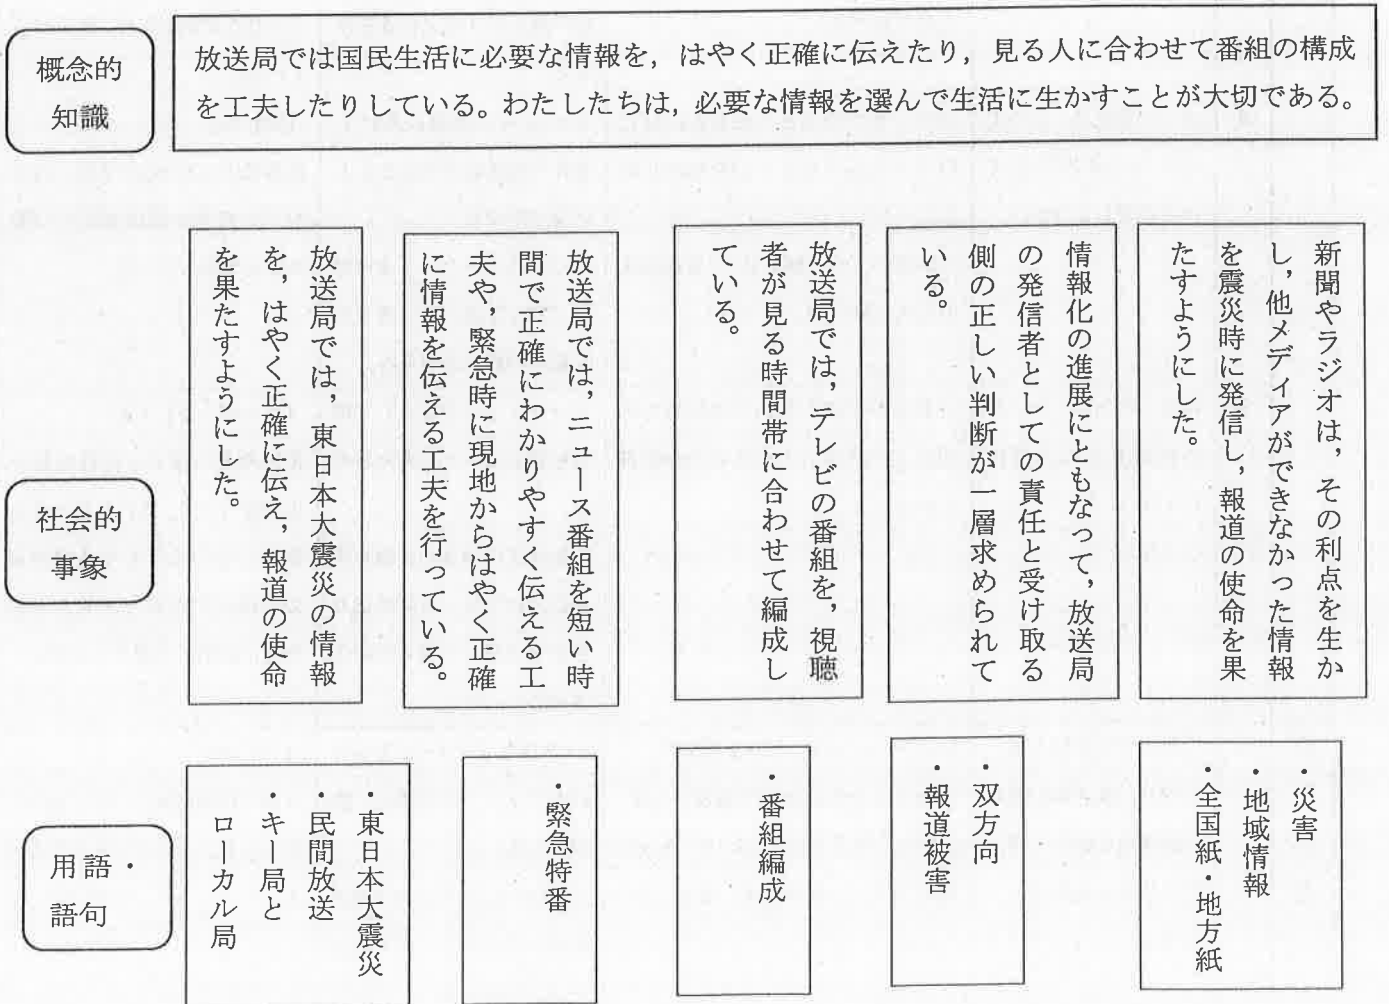 概念的
知識
放送局では国民生活に必要な情報を，はやく正確に伝えたり，見る人に合わせて番組の構成
を工夫したりしている。わたしたちは，必要な情報を選んで生活に生かすことが大切である。
社会的
事象
放送局では，東日本大震災の情報
を，はやく正確に伝え，報道の使命
を果たすようにした。
放送局では，ニュース番組を短い時
間で正確にわかりやすく伝える工
夫や，緊急時に現地からはやく正確
に情報を伝える工夫を行っている。
放送局では，テレビの番組を，視聴
者が見る時間帯に合わせて編成し
ている。
情報化の進展にともなって，放送局
の発信者としての責任と受け取る
側の正しい判断が一層求められて
いる。
新聞やラジオは，その利点を生か
し，他メディアができなかった情報
を震災時に発信し，報道の使命を果
たすようにした。
用語・
語句
・東日本大震災
民間放送
・キー局と
ローカル局
・緊急特番
・番組編成
・双方向
・報道被害
・災害
・地域情報
・全国紙・地方紙